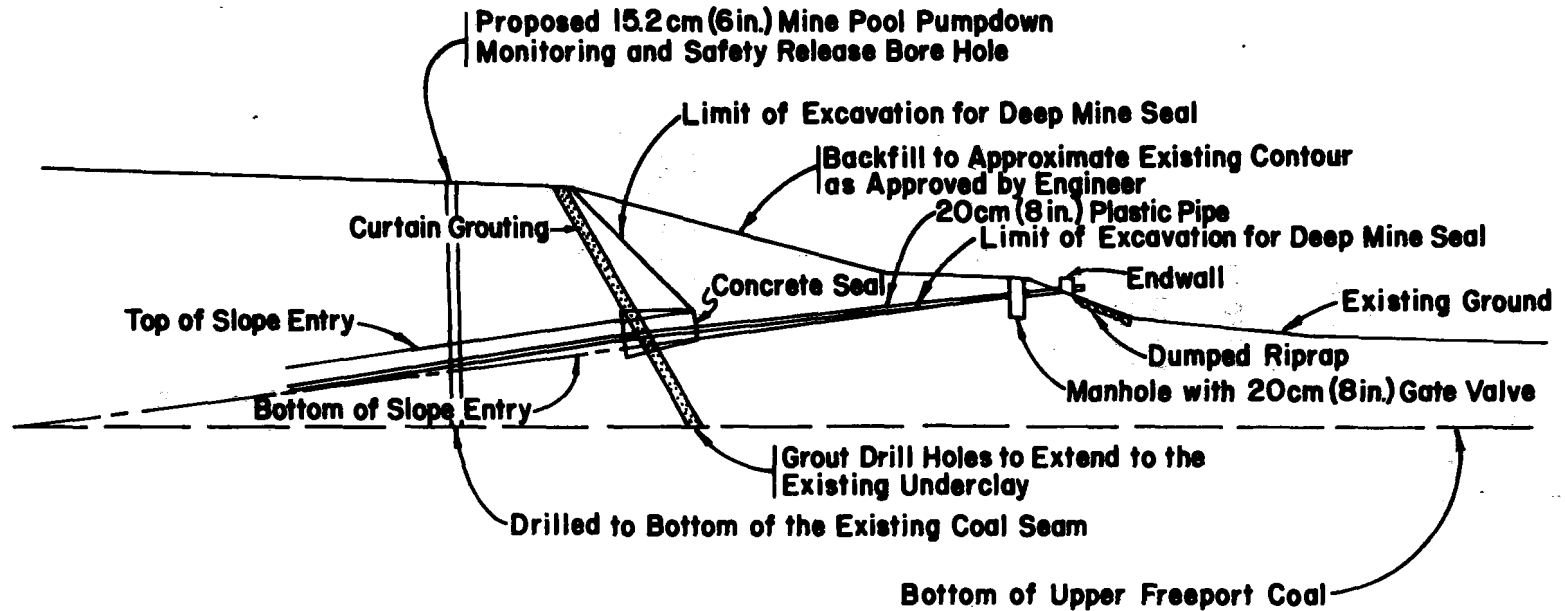 Proposed 15.2cm (6in.) Mine Pool Pumpdown
Monitoring and Safety Release Bore Hole
Limit of Excavation for Deep Mine Seal
Backfill to Approximate Existing Contour
as Approved by Engineer
20cm (8in.) Plastic Pipe
Curtain Grouting
Limit of Excavation for Deep Mine Seal
Concrete Seal
Endwall
Existing Ground
Top of Slope Entry
Dumped Riprap
Manhole with 20cm (8in.) Gate Valve
Bottom of Slope Entry
Grout Drill Holes to Extend to the
Existing Underclay
Drilled to Bottom of the Existing Coal Seam
Bottom of Upper Freeport Coal